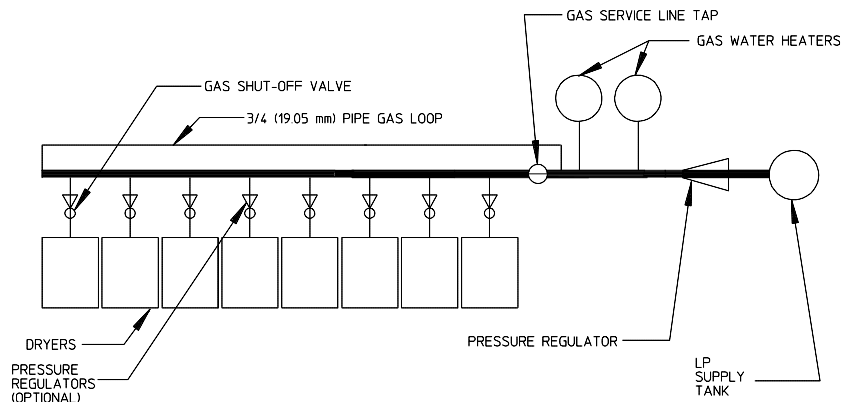 GAS SERVICE LINE TAP
GAS WATER HEATERS
GAS SHUT-OFF VALVE
3/4 (19.05 mm) PIPE GAS LOOP
DRYERS
PRESSURE
REGULATORS
(OPTIONAL)
PRESSURE REGULATOR
LP
SUPPLY
TANK